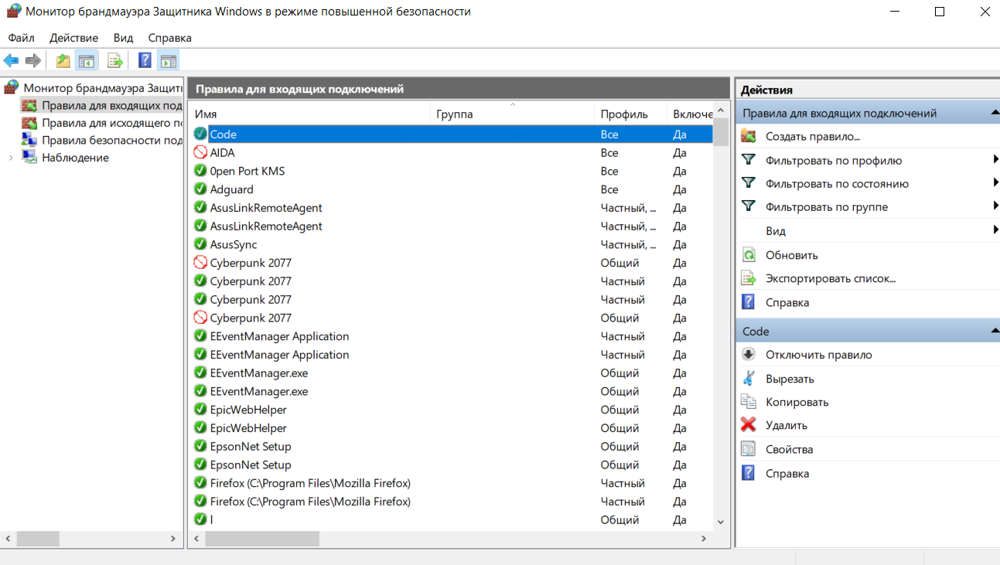 Монитор брандмауэра Защитника Windows в режиме повышенной безопасности
Файл Действие Вид Справка
Монитор брандмауэра Защит
Правила для входящих под
Правила для исходящего п
Правила безопасности под
Наблюдение
Правила для входящих подключений
Имя Группа Профиль Включе
Code Все Да
AIDA Все Да
0pen Port KMS Все Да
Adguard Все Да
AsusLinkRemoteAgent Частный, ... Да
AsusLinkRemoteAgent Частный, ... Да
AsusSync Частный, ... Да
Cyberpunk 2077 Общий Да
Cyberpunk 2077 Частный Да
Cyberpunk 2077 Частный Да
Cyberpunk 2077 Общий Да
EEventManager Application Частный Да
EEventManager Application Частный Да
EEventManager.exe Общий Да
EEventManager.exe Общий Да
EpicWebHelper Общий Да
EpicWebHelper Общий Да
EpsonNet Setup Общий Да
EpsonNet Setup Общий Да
Firefox (C:\Program Files\Mozilla Firefox) Частный Да
Firefox (C:\Program Files\Mozilla Firefox) Частный Да
I Общий Да
Действия
Правила для входящих подключений
Создать правило...
Фильтровать по профилю
Фильтровать по состоянию
Фильтровать по группе
Вид
Обновить
Экспортировать список...
Справка
Code
Отключить правило
Вырезать
Копировать
Удалить
Свойства
Справка